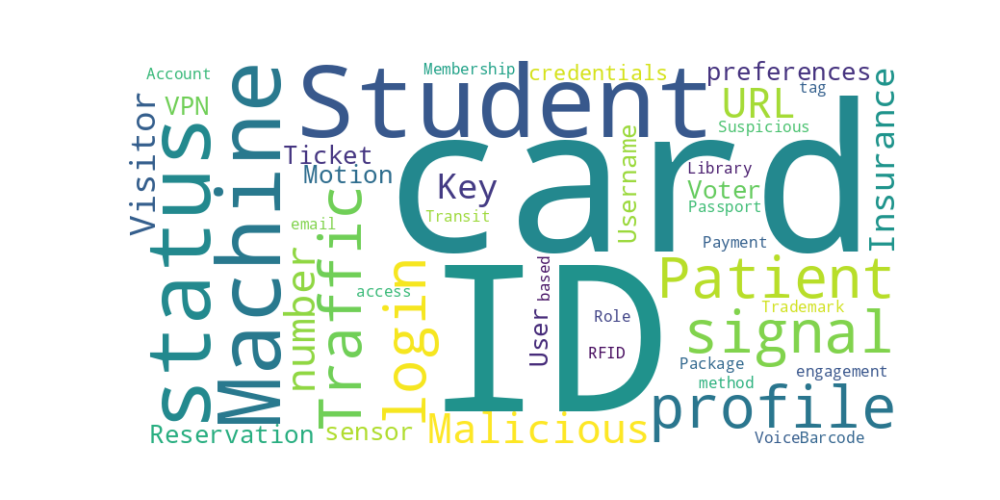 Account
Membership
credentials
preferences
tag
VPN
Student
URL
Suspicious
Insurance
Visitor
status
Machine
Ticket
Motion
Key
card
Username
Library
Voter
Passport
Transit
email
Payment
number
Traffic
access
login
ID
based
User
Role
RFID
Patient
Trademark
signal
Package
method
engagement
profile
Reservation
sensor
Malicious
VoiceBarcode